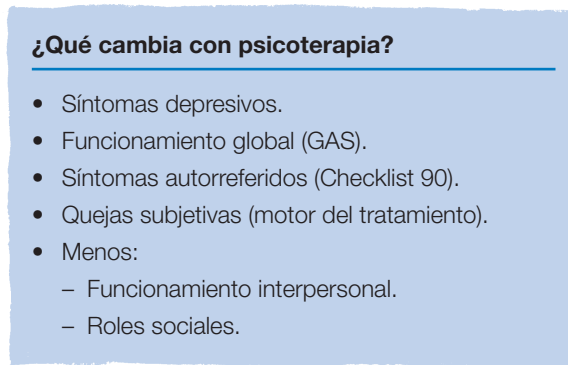 ¿Qué cambia con psicoterapia?
• Síntomas depresivos.
• Funcionamiento global (GAS).
• Síntomas autorreferidos (Checklist 90).
• Quejas subjetivas (motor del tratamiento).
• Menos:
– Funcionamiento interpersonal.
– Roles sociales.